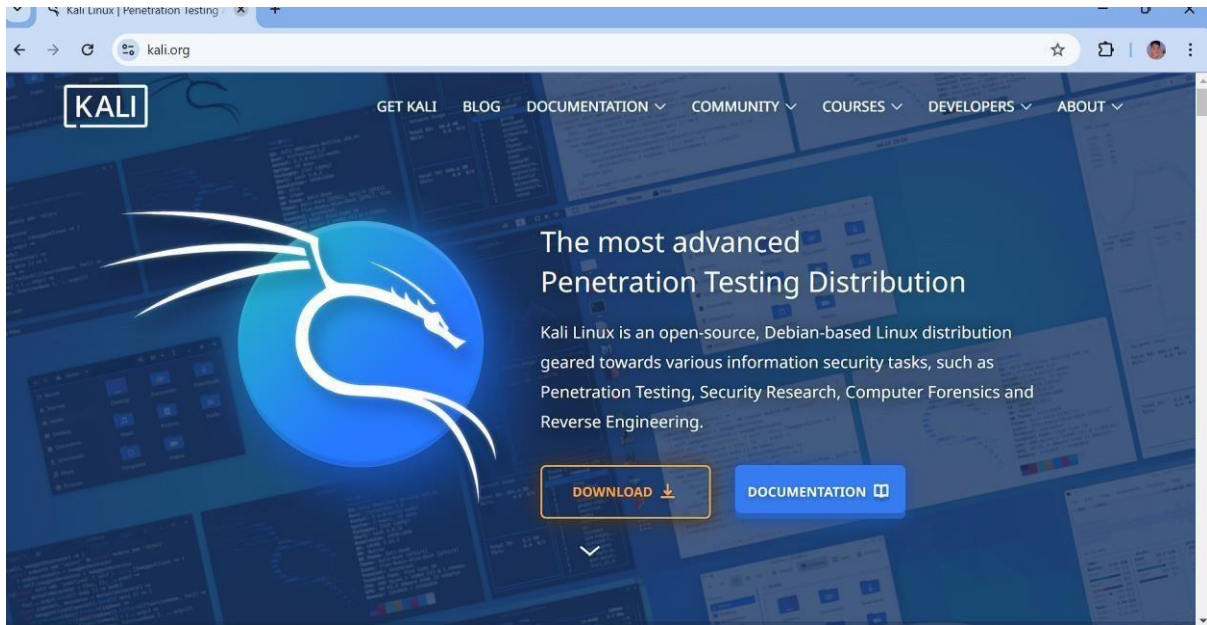 Kali Linux | Penetration Testing
kali.org
KALI
GET KALI BLOG DOCUMENTATION COMMUNITY COURSES DEVELOPERS ABOUT
The most advanced
Penetration Testing Distribution
Kali Linux is an open-source, Debian-based Linux distribution
geared towards various information security tasks, such as
Penetration Testing, Security Research, Computer Forensics and
Reverse Engineering.
DOWNLOAD
DOCUMENTATION